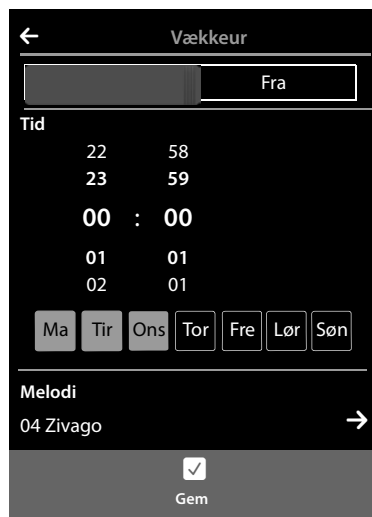 Vækkeur
Fra
Tid
22 58
23 59
00 : 00
01 01
02 01
Ma Tir Ons Tor Fre Lør Søn
Melodi
04 Zivago
Gem